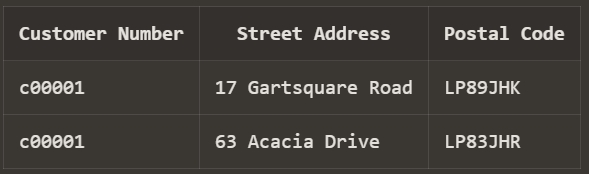 Customer Number Street Address Postal Code
c00001 17 Gartsquare Road LP89JHK
c00001 63 Acacia Drive LP83JHR